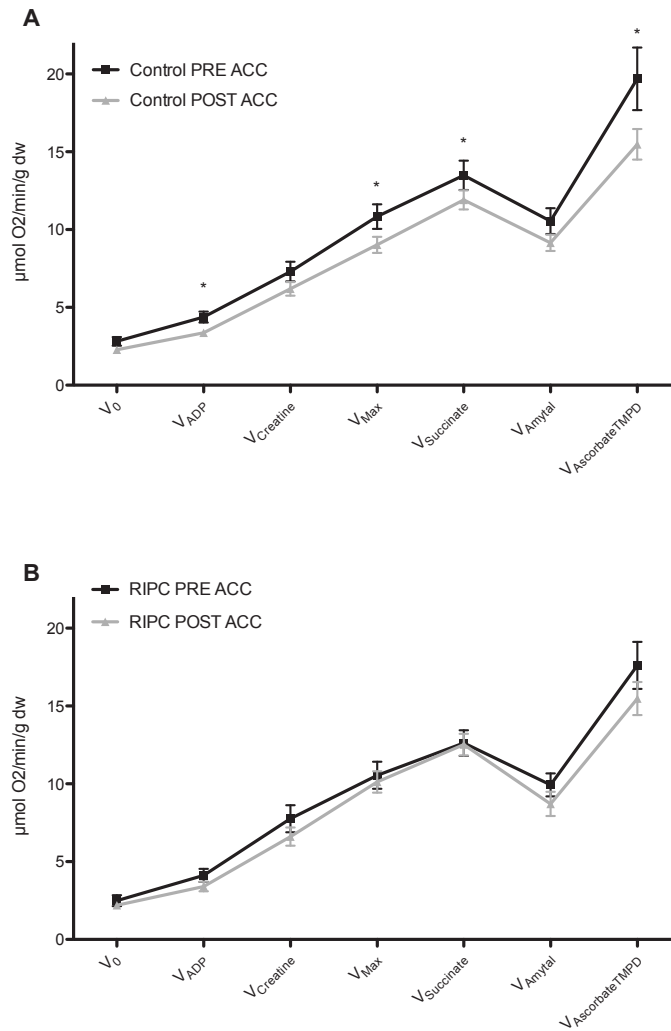 A
Control PRE ACC
Control POST ACC
*
*
*
*
20
15
10
5
0
µmol O2/min/g dw
V0
VADP
VCreatine
VMax
VSuccinate
VAmytal
VAscorbateTMPD
B
RIPC PRE ACC
RIPC POST ACC
20
15
10
5
0
µmol O2/min/g dw
V0
VADP
VCreatine
VMax
VSuccinate
VAmytal
VAscorbateTMPD